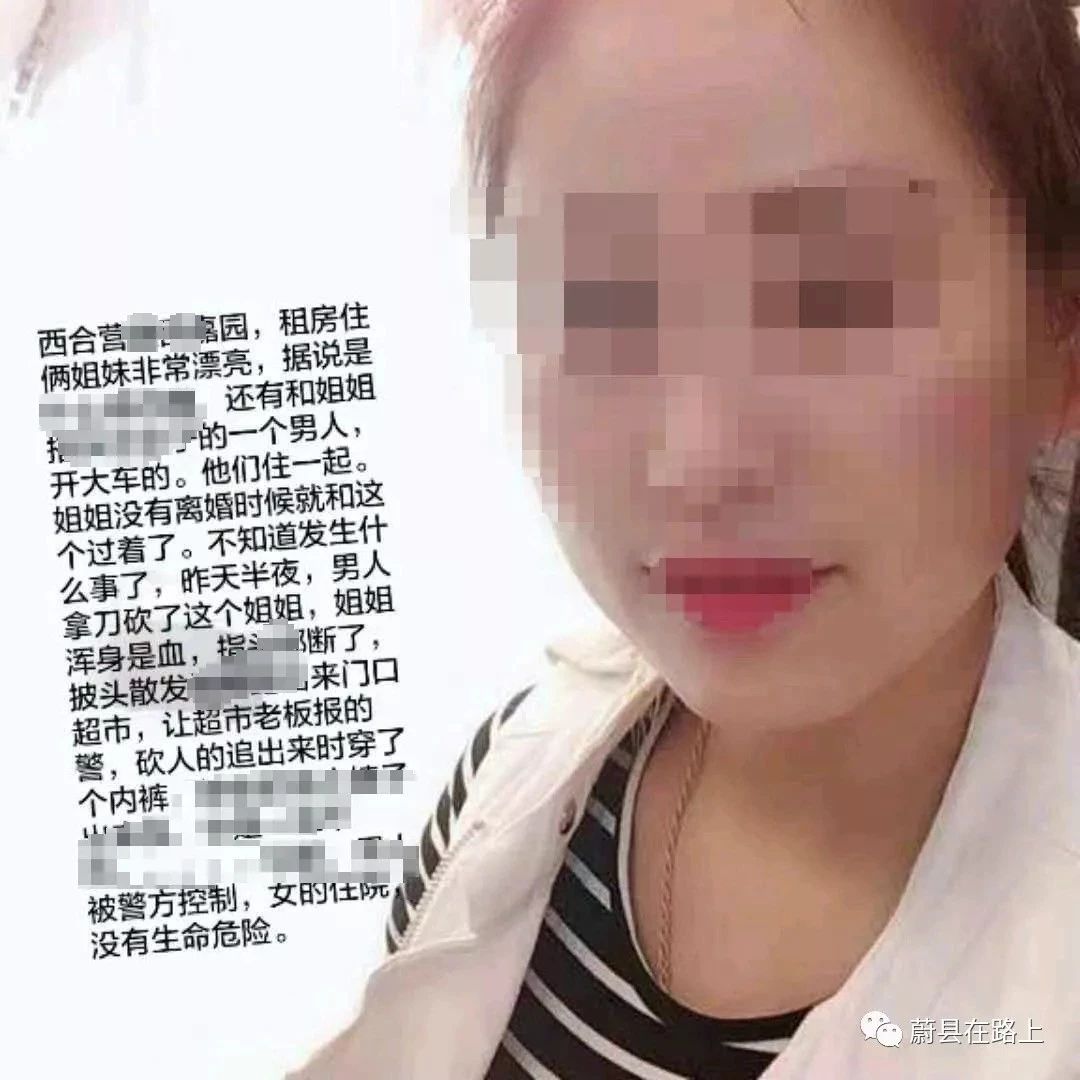 西合营嘉园，租房住
俩姐妹非常漂亮，据说是
还有和姐姐
的一个男人，
开大车的。他们住一起。
姐姐没有离婚时候就和这
个过着了。不知道发生什
么事了，昨天半夜，男人
拿刀砍了这个姐姐，姐姐
浑身是血，指断了，
披头散发出来门口
超市，让超市老板报的
警，砍人的追出来时穿了
个内裤
被警方控制，女的住院，
没有生命危险。
蔚县在路上